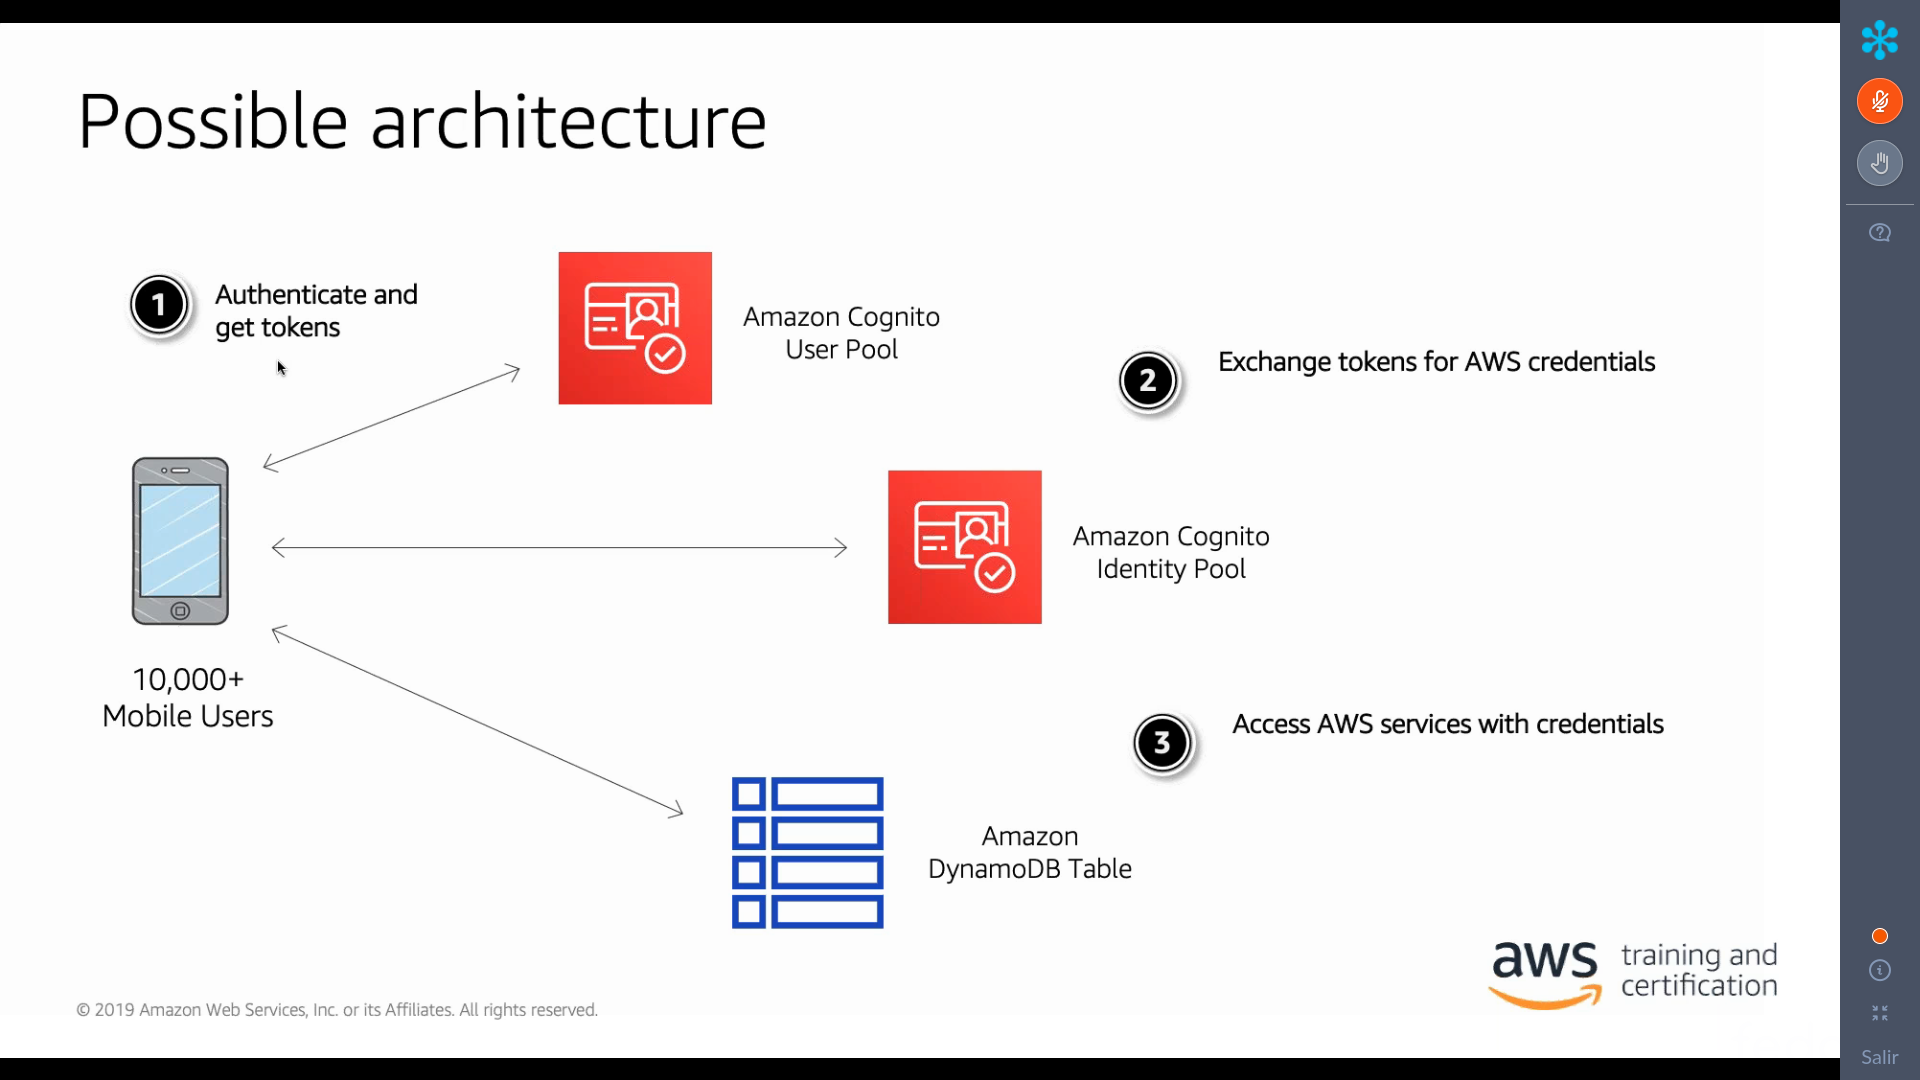 Possible architecture
1
Authenticate and
get tokens
Amazon Cognito
User Pool
2
Exchange tokens for AWS credentials
Amazon Cognito
Identity Pool
10,000+
Mobile Users
3
Access AWS services with credentials
Amazon
DynamoDB Table
aws training and
certification
© 2019 Amazon Web Services, Inc. or its Affiliates. All rights reserved.
Salir